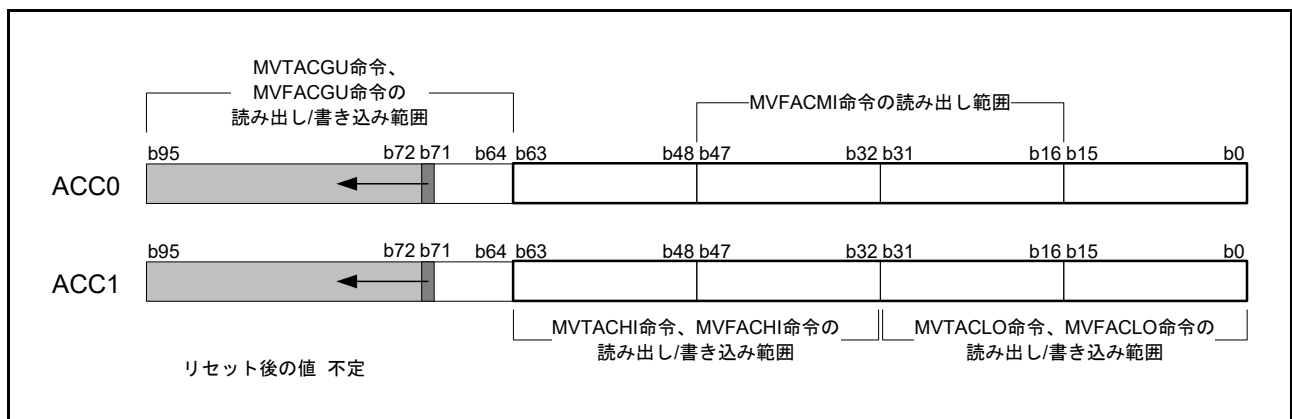 MVTACGU命令、
MVFACGU命令の
読み出し/書き込み範囲
MVFACMI命令の読み出し範囲
b95 b72 b71 b64 b63 b48 b47 b32 b31 b16 b15 b0
ACC0
b95 b72 b71 b64 b63 b48 b47 b32 b31 b16 b15 b0
ACC1
MVTACHI命令、MVFACHI命令の
読み出し/書き込み範囲
MVTACLO命令、MVFACLO命令の
読み出し/書き込み範囲
リセット後の値 不定